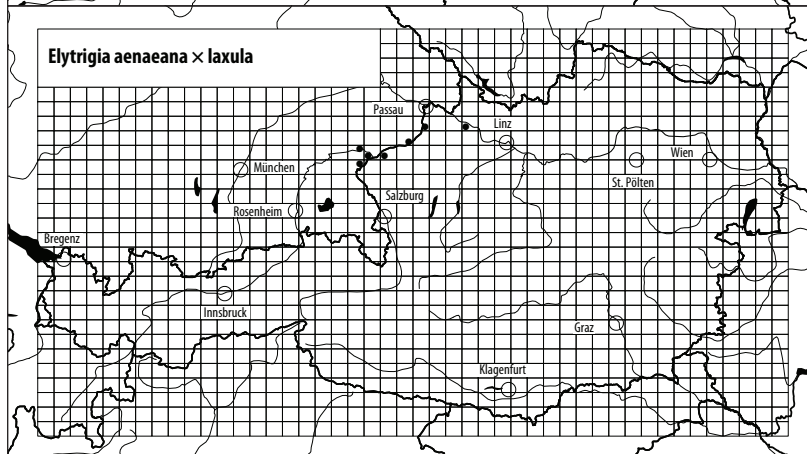 Elytrigia aenaeana × laxula
Passau
Linz
Wien
München
St. Pölten
Salzburg
Rosenheim
Bregenz
Innsbruck
Graz
Klagenfurt